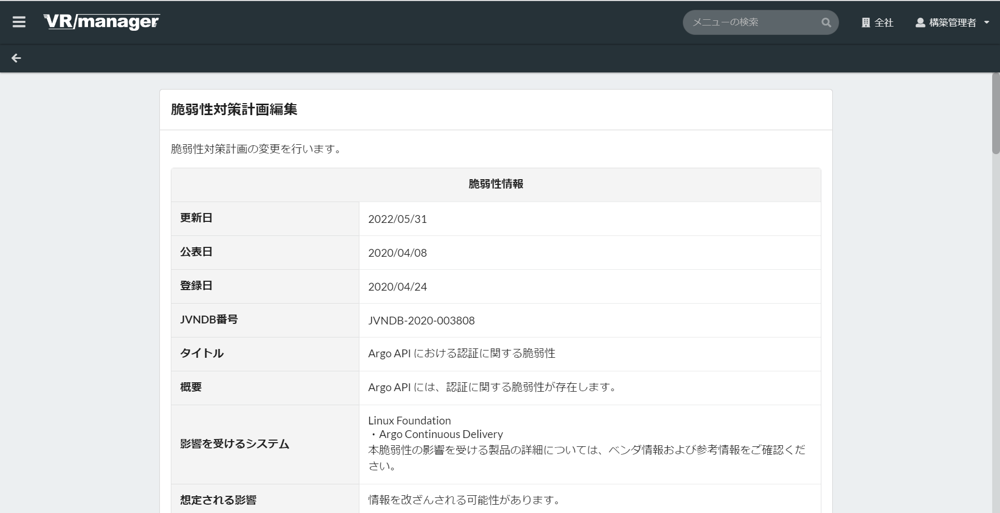 VR/manager
メニューの検索
全社
構築管理者
脆弱性対策計画編集
脆弱性対策計画の変更を行います。
脆弱性情報
更新日 2022/05/31
公表日 2020/04/08
登録日 2020/04/24
JVNDB番号 JVNDB-2020-003808
タイトル Argo API における認証に関する脆弱性
概要 Argo API には、認証に関する脆弱性が存在します。
影響を受けるシステム
Linux Foundation
・Argo Continuous Delivery
本脆弱性の影響を受ける製品の詳細については、ベンダ情報および参考情報をご確認くだ
さい。
想定される影響 情報を改ざんされる可能性があります。